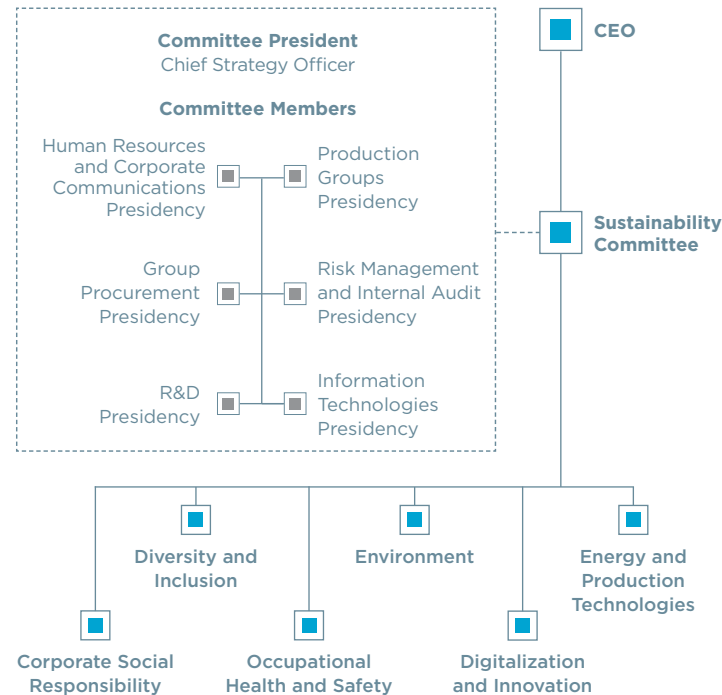 Committee President
Chief Strategy Officer
CEO
Committee Members
Human Resources
and Corporate
Communications
Presidency
Production
Groups
Presidency
Sustainability
Committee
Group
Procurement
Presidency
Risk Management
and Internal Audit
Presidency
R&D
Presidency
Information
Technologies
Presidency
Diversity and
Inclusion
Environment
Energy and
Production
Technologies
Corporate Social
Responsibility
Occupational
Health and Safety
Digitalization
and Innovation